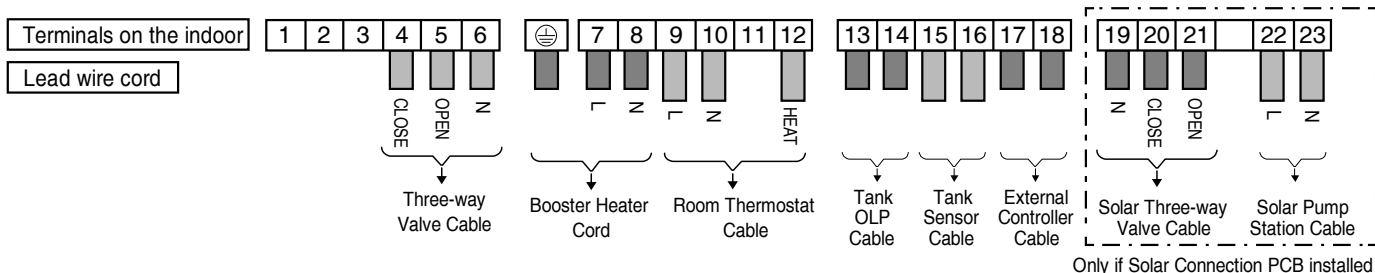 Terminals on the indoor 1 2 3 4 5 6 7 8 9 10 11 12 13 14 15 16 17 18 19 20 21 22 23
Lead wire cord
CLOSE OPEN N L N L N HEAT N CLOSE OPEN L N
Three-way
Valve Cable
Booster Heater
Cord
Room Thermostat
Cable
Tank
OLP
Cable
Tank
Sensor
Cable
External
Controller
Cable
Solar Three-way
Valve Cable
Solar Pump
Station Cable
Only if Solar Connection PCB installed